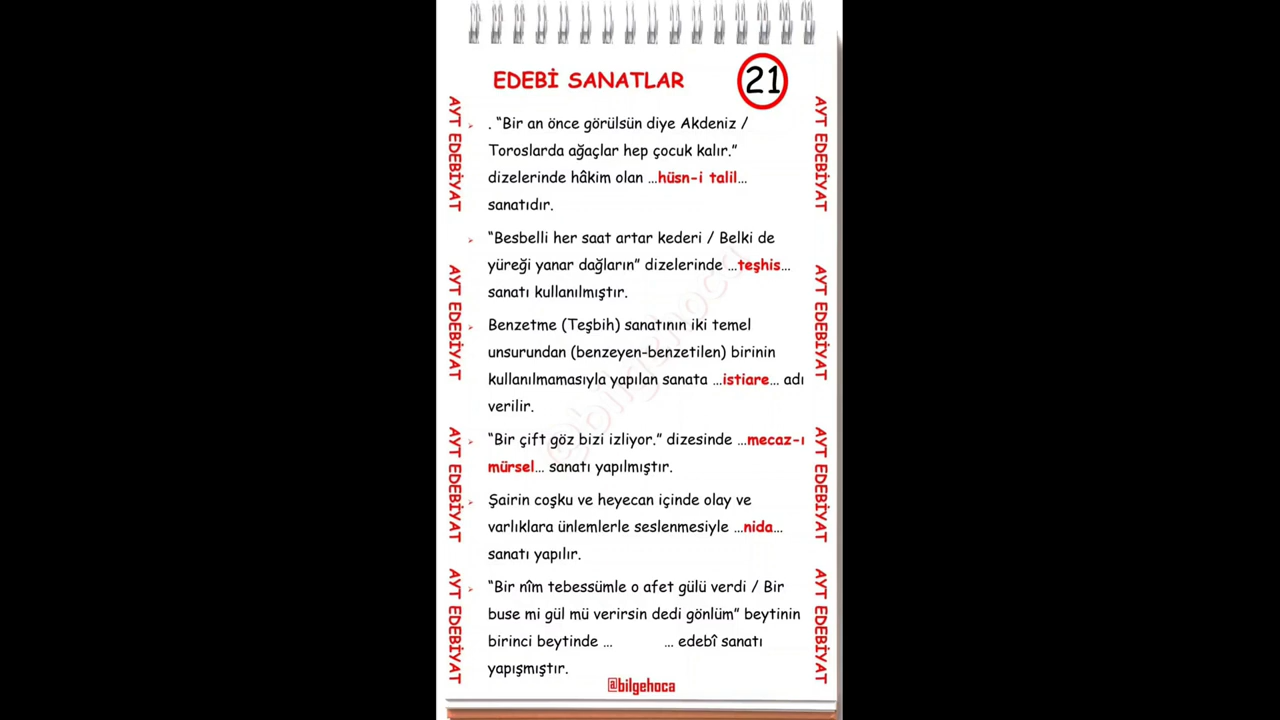 EDEBİ SANATLAR
21
. “Bir an önce görülsün diye Akdeniz /
Toroslarda ağaçlar hep çocuk kalır.”
dizelerinde hâkim olan …hüsn-i talil…
sanatıdır.
“Besbelli her saat artar kederi / Belki de
yüreği yanar dağların” dizelerinde …teşhis…
sanatı kullanılmıştır.
Benzetme (Teşbih) sanatının iki temel
unsurundan (benzeyen-benzetilen) birinin
kullanılmamasıyla yapılan sanata …istiare… adı
verilir.
“Bir çift göz bizi izliyor.” dizesinde …mecaz-ı
mürsel… sanatı yapılmıştır.
Şairin coşku ve heyecan içinde olay ve
varlıklara ünlemlerle seslenmesiyle …nida…
sanatı yapılır.
“Bir nîm tebessümle o afet gülü verdi / Bir
buse mi gül mü verirsin dedi gönlüm” beytinin
birinci beytinde … … edebî sanatı
yapışmıştır.
@bilgehoca
AYT EDEBİYAT
AYT EDEBİYAT
AYT EDEBİYAT
AYT EDEBİYAT
AYT EDEBİYAT
AYT EDEBİYAT
AYT EDEBİYAT
AYT EDEBİYAT
@bilgehoca